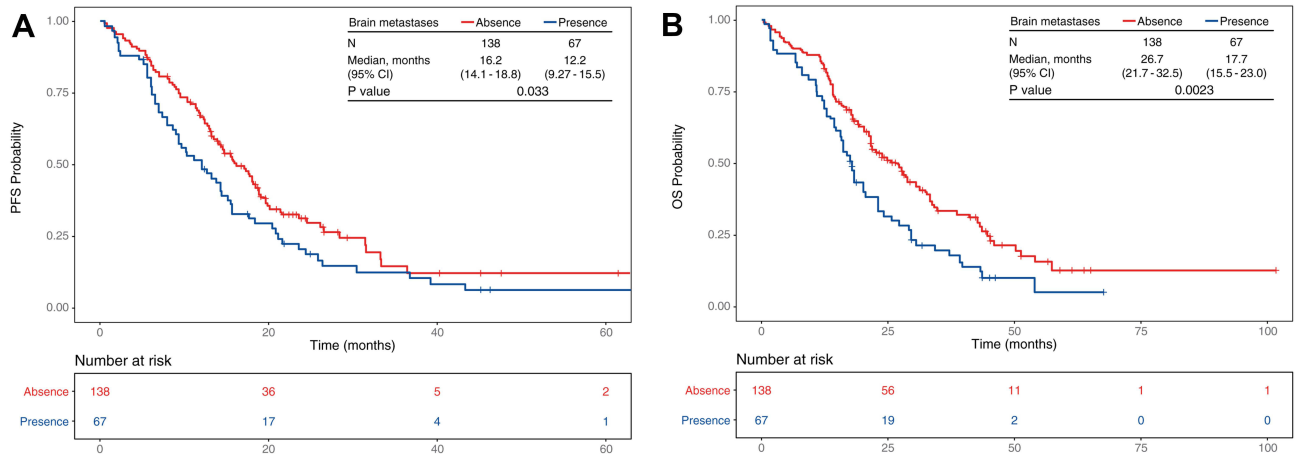 A
Brain metastases Absence Presence
N 138 67
Median, months 16.2 12.2
(95% CI) (14.1 - 18.8) (9.27 - 15.5)
P value 0.033
PFS Probability
1.00
0.75
0.50
0.25
0.00
0 20 40 60
Time (months)
Number at risk
Absence 138 36 5 2
Presence 67 17 4 1
0 20 40 60
B
Brain metastases Absence Presence
N 138 67
Median, months 26.7 17.7
(95% CI) (21.7 - 32.5) (15.5 - 23.0)
P value 0.0023
OS Probability
1.00
0.75
0.50
0.25
0.00
0 25 50 75 100
Time (months)
Number at risk
Absence 138 56 11 1 1
Presence 67 19 2 0 0
0 25 50 75 100